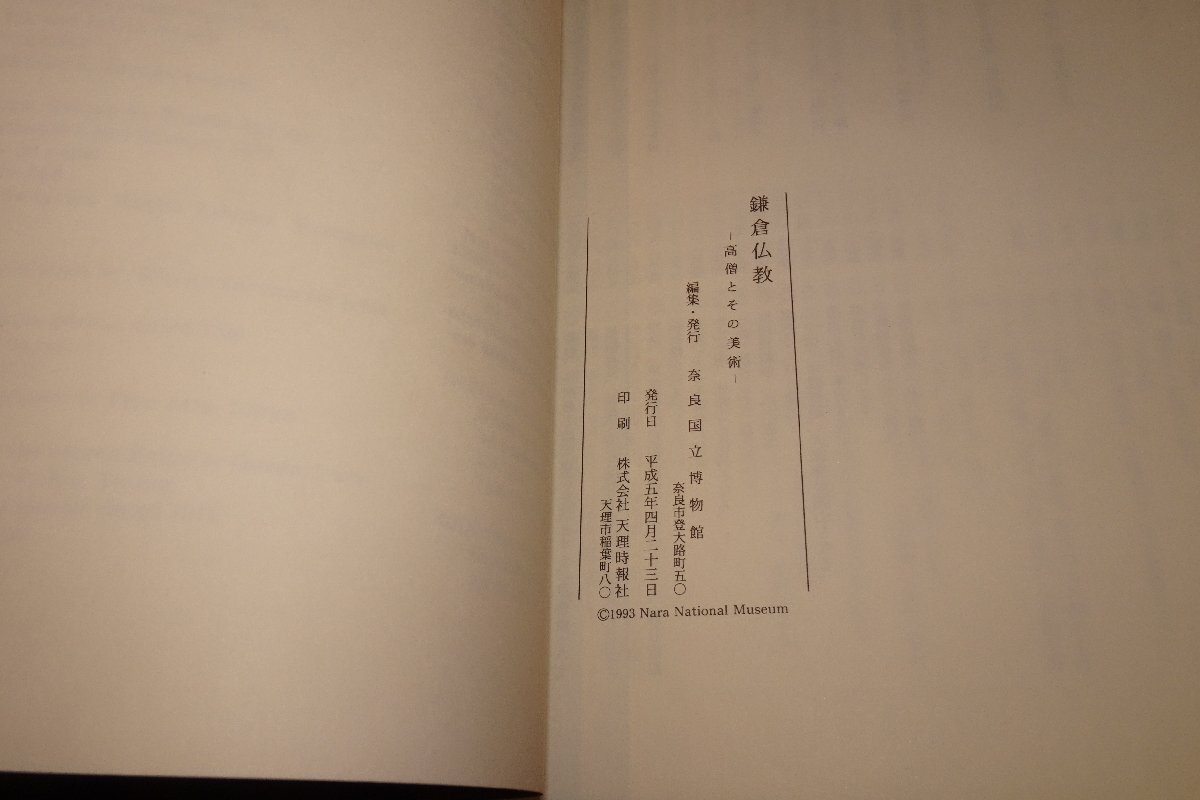 鎌倉仏教
−高僧とその美術−
編集・発行 奈良国立博物館
奈良市登大路町五〇
発行日 平成五年四月二十三日
印刷 株式会社 天理時報社
天理市稲葉町八〇
©1993 Nara National Museum